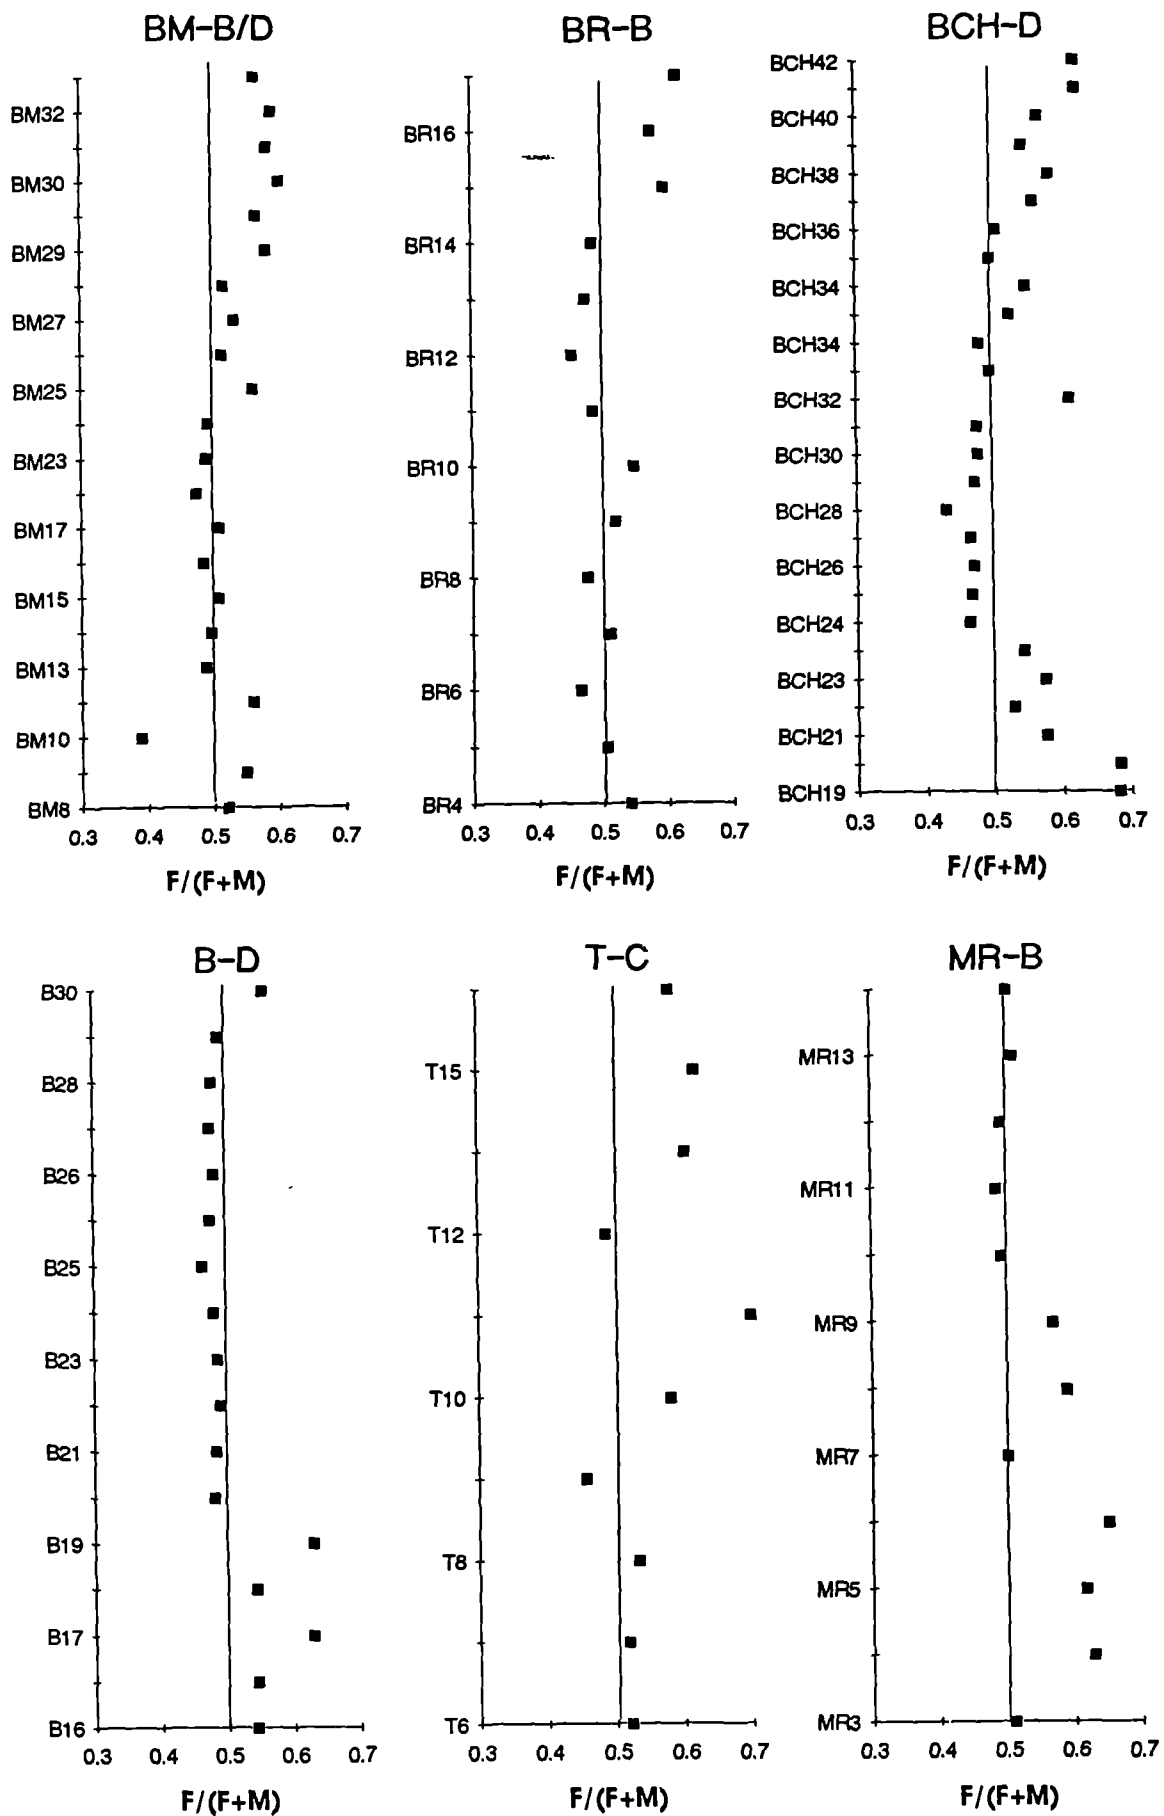 BM-B/D
BM32
BM30
BM29
BM27
BM25
BM23
BM17
BM15
BM13
BM10
BM8
0.3 0.4 0.5 0.6 0.7
F/(F+M)
BR-B
BR16
BR14
BR12
BR10
BR8
BR6
BR4
0.3 0.4 0.5 0.6 0.7
F/(F+M)
BCH-D
BCH42
BCH40
BCH38
BCH36
BCH34
BCH34
BCH32
BCH30
BCH28
BCH26
BCH24
BCH23
BCH21
BCH19
0.3 0.4 0.5 0.6 0.7
F/(F+M)
B-D
B30
B28
B26
B25
B23
B21
B19
B17
B16
0.3 0.4 0.5 0.6 0.7
F/(F+M)
T-C
T15
T12
T10
T8
T6
0.3 0.4 0.5 0.6 0.7
F/(F+M)
MR-B
MR13
MR11
MR9
MR7
MR5
MR3
0.3 0.4 0.5 0.6 0.7
F/(F+M)